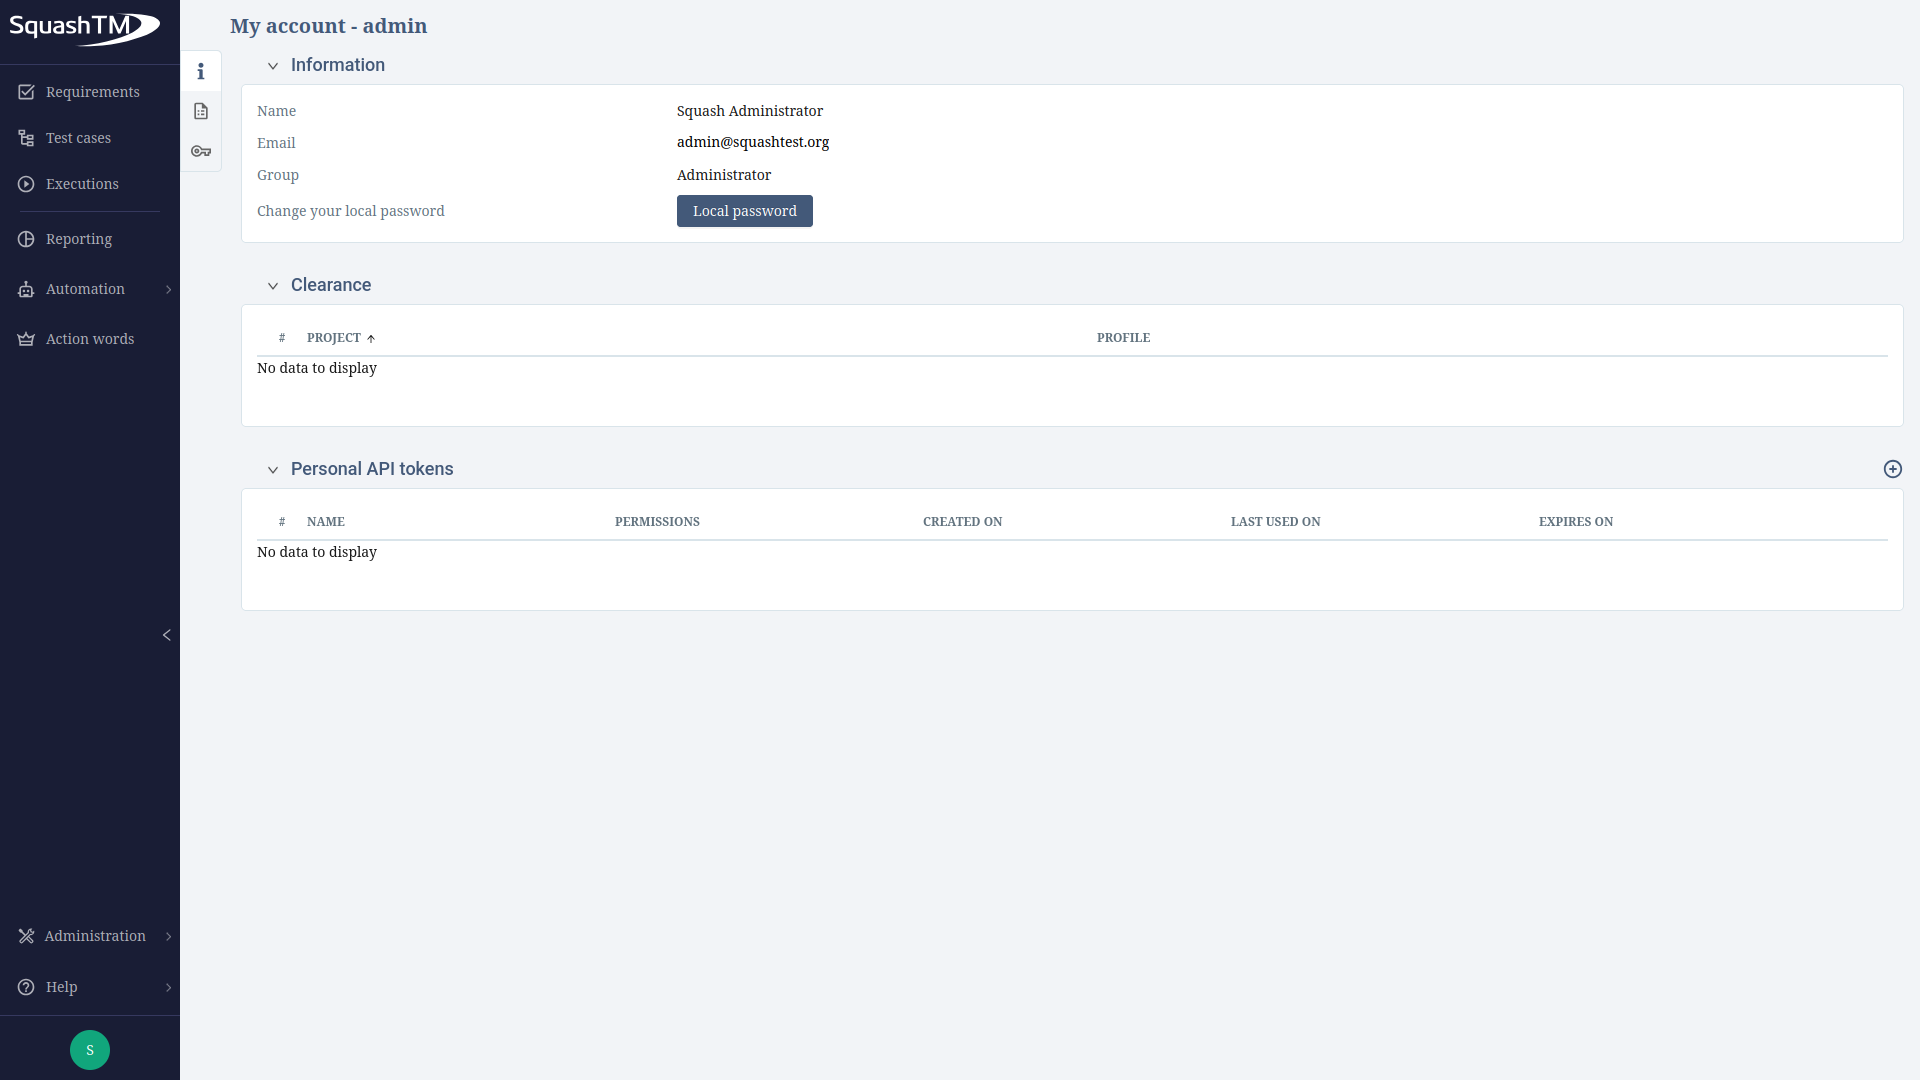 SquashTM
Requirements
Test cases
Executions
Reporting
Automation
Action words
Administration
Help
S
My account - admin
Information
Name Squash Administrator
Email admin@squashtest.org
Group Administrator
Change your local password Local password
Clearance
# PROJECT PROFILE
No data to display
Personal API tokens
# NAME PERMISSIONS CREATED ON LAST USED ON EXPIRES ON
No data to display